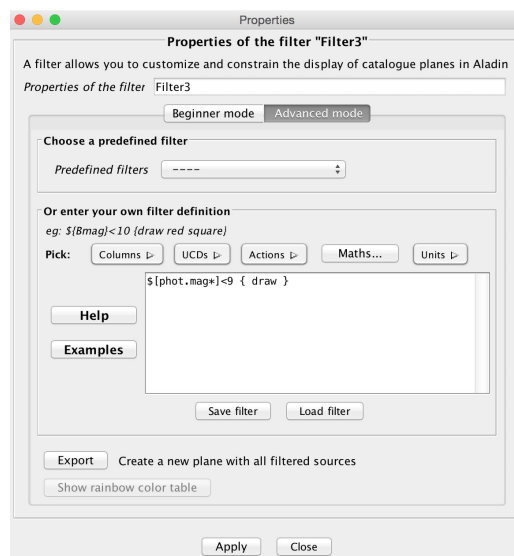 Properties
Properties of the filter "Filter3"
A filter allows you to customize and constrain the display of catalogue planes in Aladin
Properties of the filter Filter3
Beginner mode Advanced mode
Choose a predefined filter
Predefined filters ----
Or enter your own filter definition
eg: ${Bmag}<10 {draw red square}
Pick: Columns ▷ UCDs ▷ Actions ▷ Maths... Units ▷
$[phot.mag*]<9 { draw }
Help
Examples
Save filter Load filter
Export Create a new plane with all filtered sources
Show rainbow color table
Apply Close